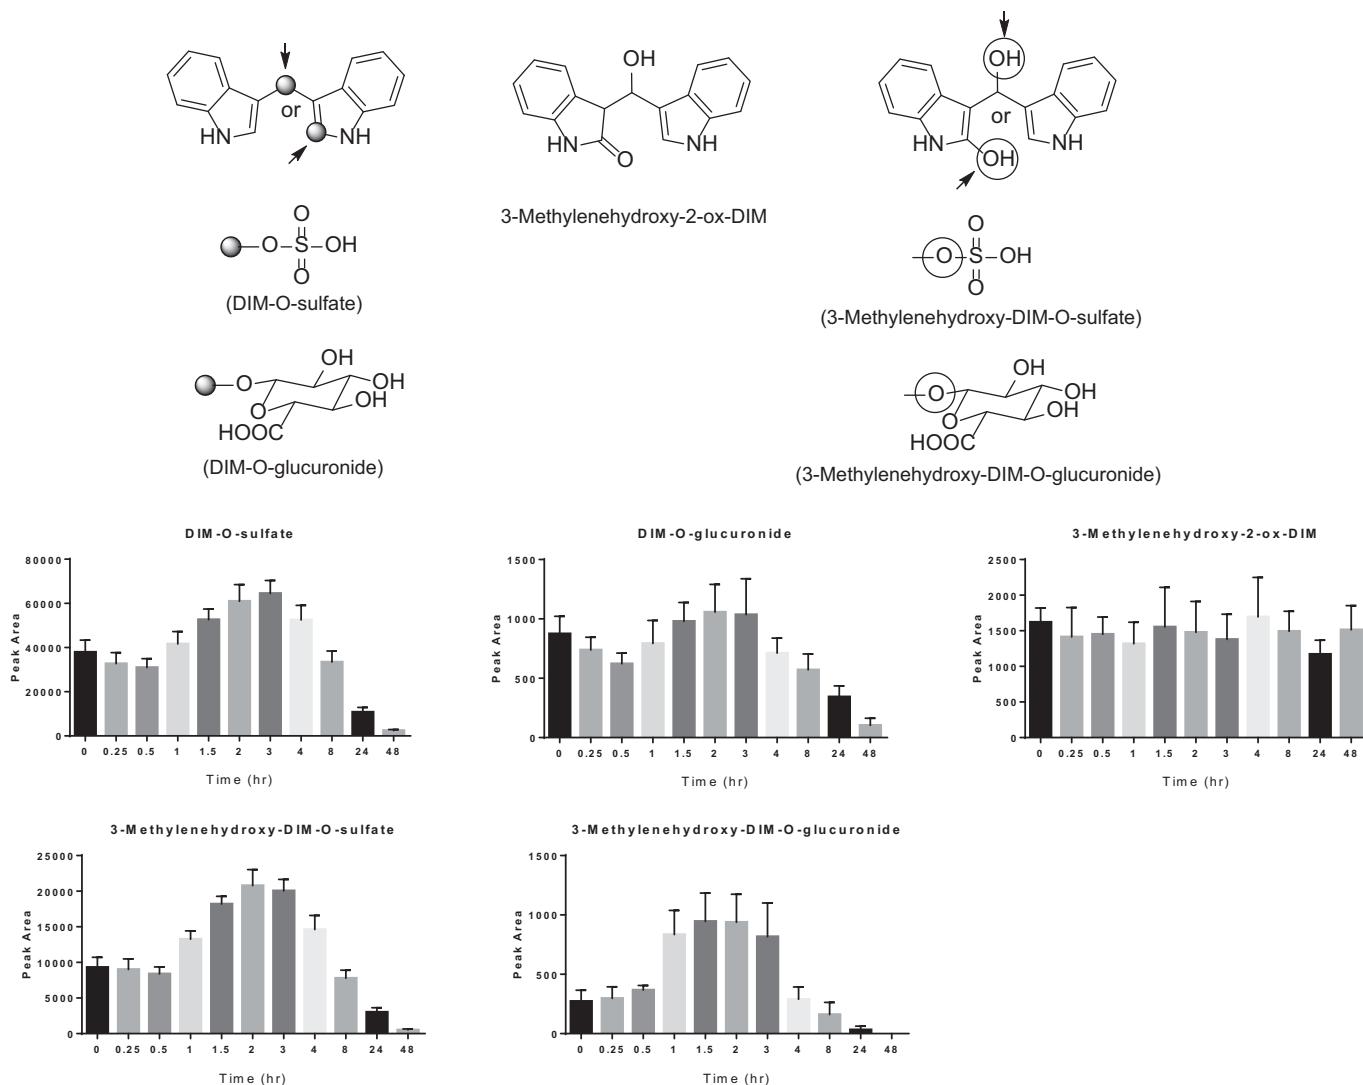 OH
OH
or
or
HN
NH
HN
O
NH
HN
OH
NH
3-Methylenehydroxy-2-ox-DIM
O
O
O
S
OH
O
S
OH
O
O
(DIM-O-sulfate)
(3-Methylenehydroxy-DIM-O-sulfate)
OH
OH
O
OH
O
OH
O
OH
O
OH
HOOC
HOOC
(DIM-O-glucuronide)
(3-Methylenehydroxy-DIM-O-glucuronide)
DIM-O-sulfate
80000
60000
40000
20000
0
Peak Area
0 0.25 0.5 1 1.5 2 3 4 8 24 48
Time (hr)
DIM-O-glucuronide
1500
1000
500
0
Peak Area
0 0.25 0.5 1 1.5 2 3 4 8 24 48
Time (hr)
3-Methylenehydroxy-2-ox-DIM
2500
2000
1500
1000
500
0
Peak Area
0 0.25 0.5 1 1.5 2 3 4 8 24 48
Time (hr)
3-Methylenehydroxy-DIM-O-sulfate
25000
20000
15000
10000
5000
0
Peak Area
0 0.25 0.5 1 1.5 2 3 4 8 24 48
Time (hr)
3-Methylenehydroxy-DIM-O-glucuronide
1500
1000
500
0
Peak Area
0 0.25 0.5 1 1.5 2 3 4 8 24 48
Time (hr)